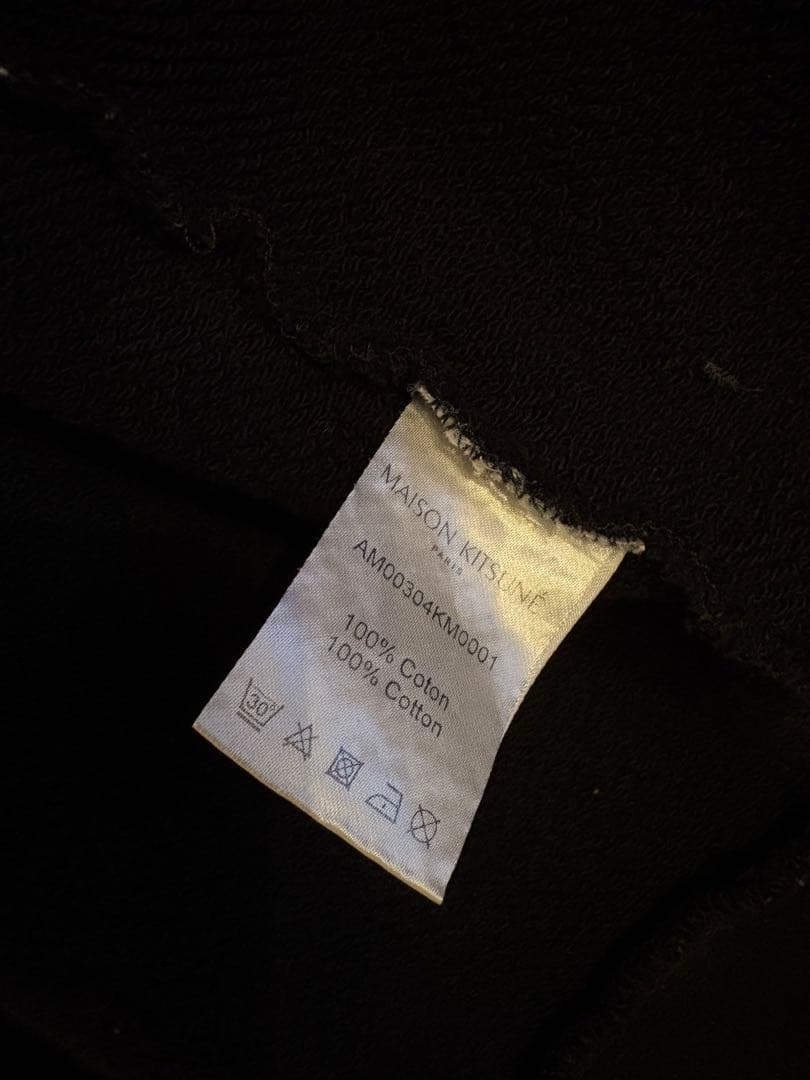 MAISON KITSUNÉ
PARIS
AM00304KM0001
100% Coton
100% Cotton
30°